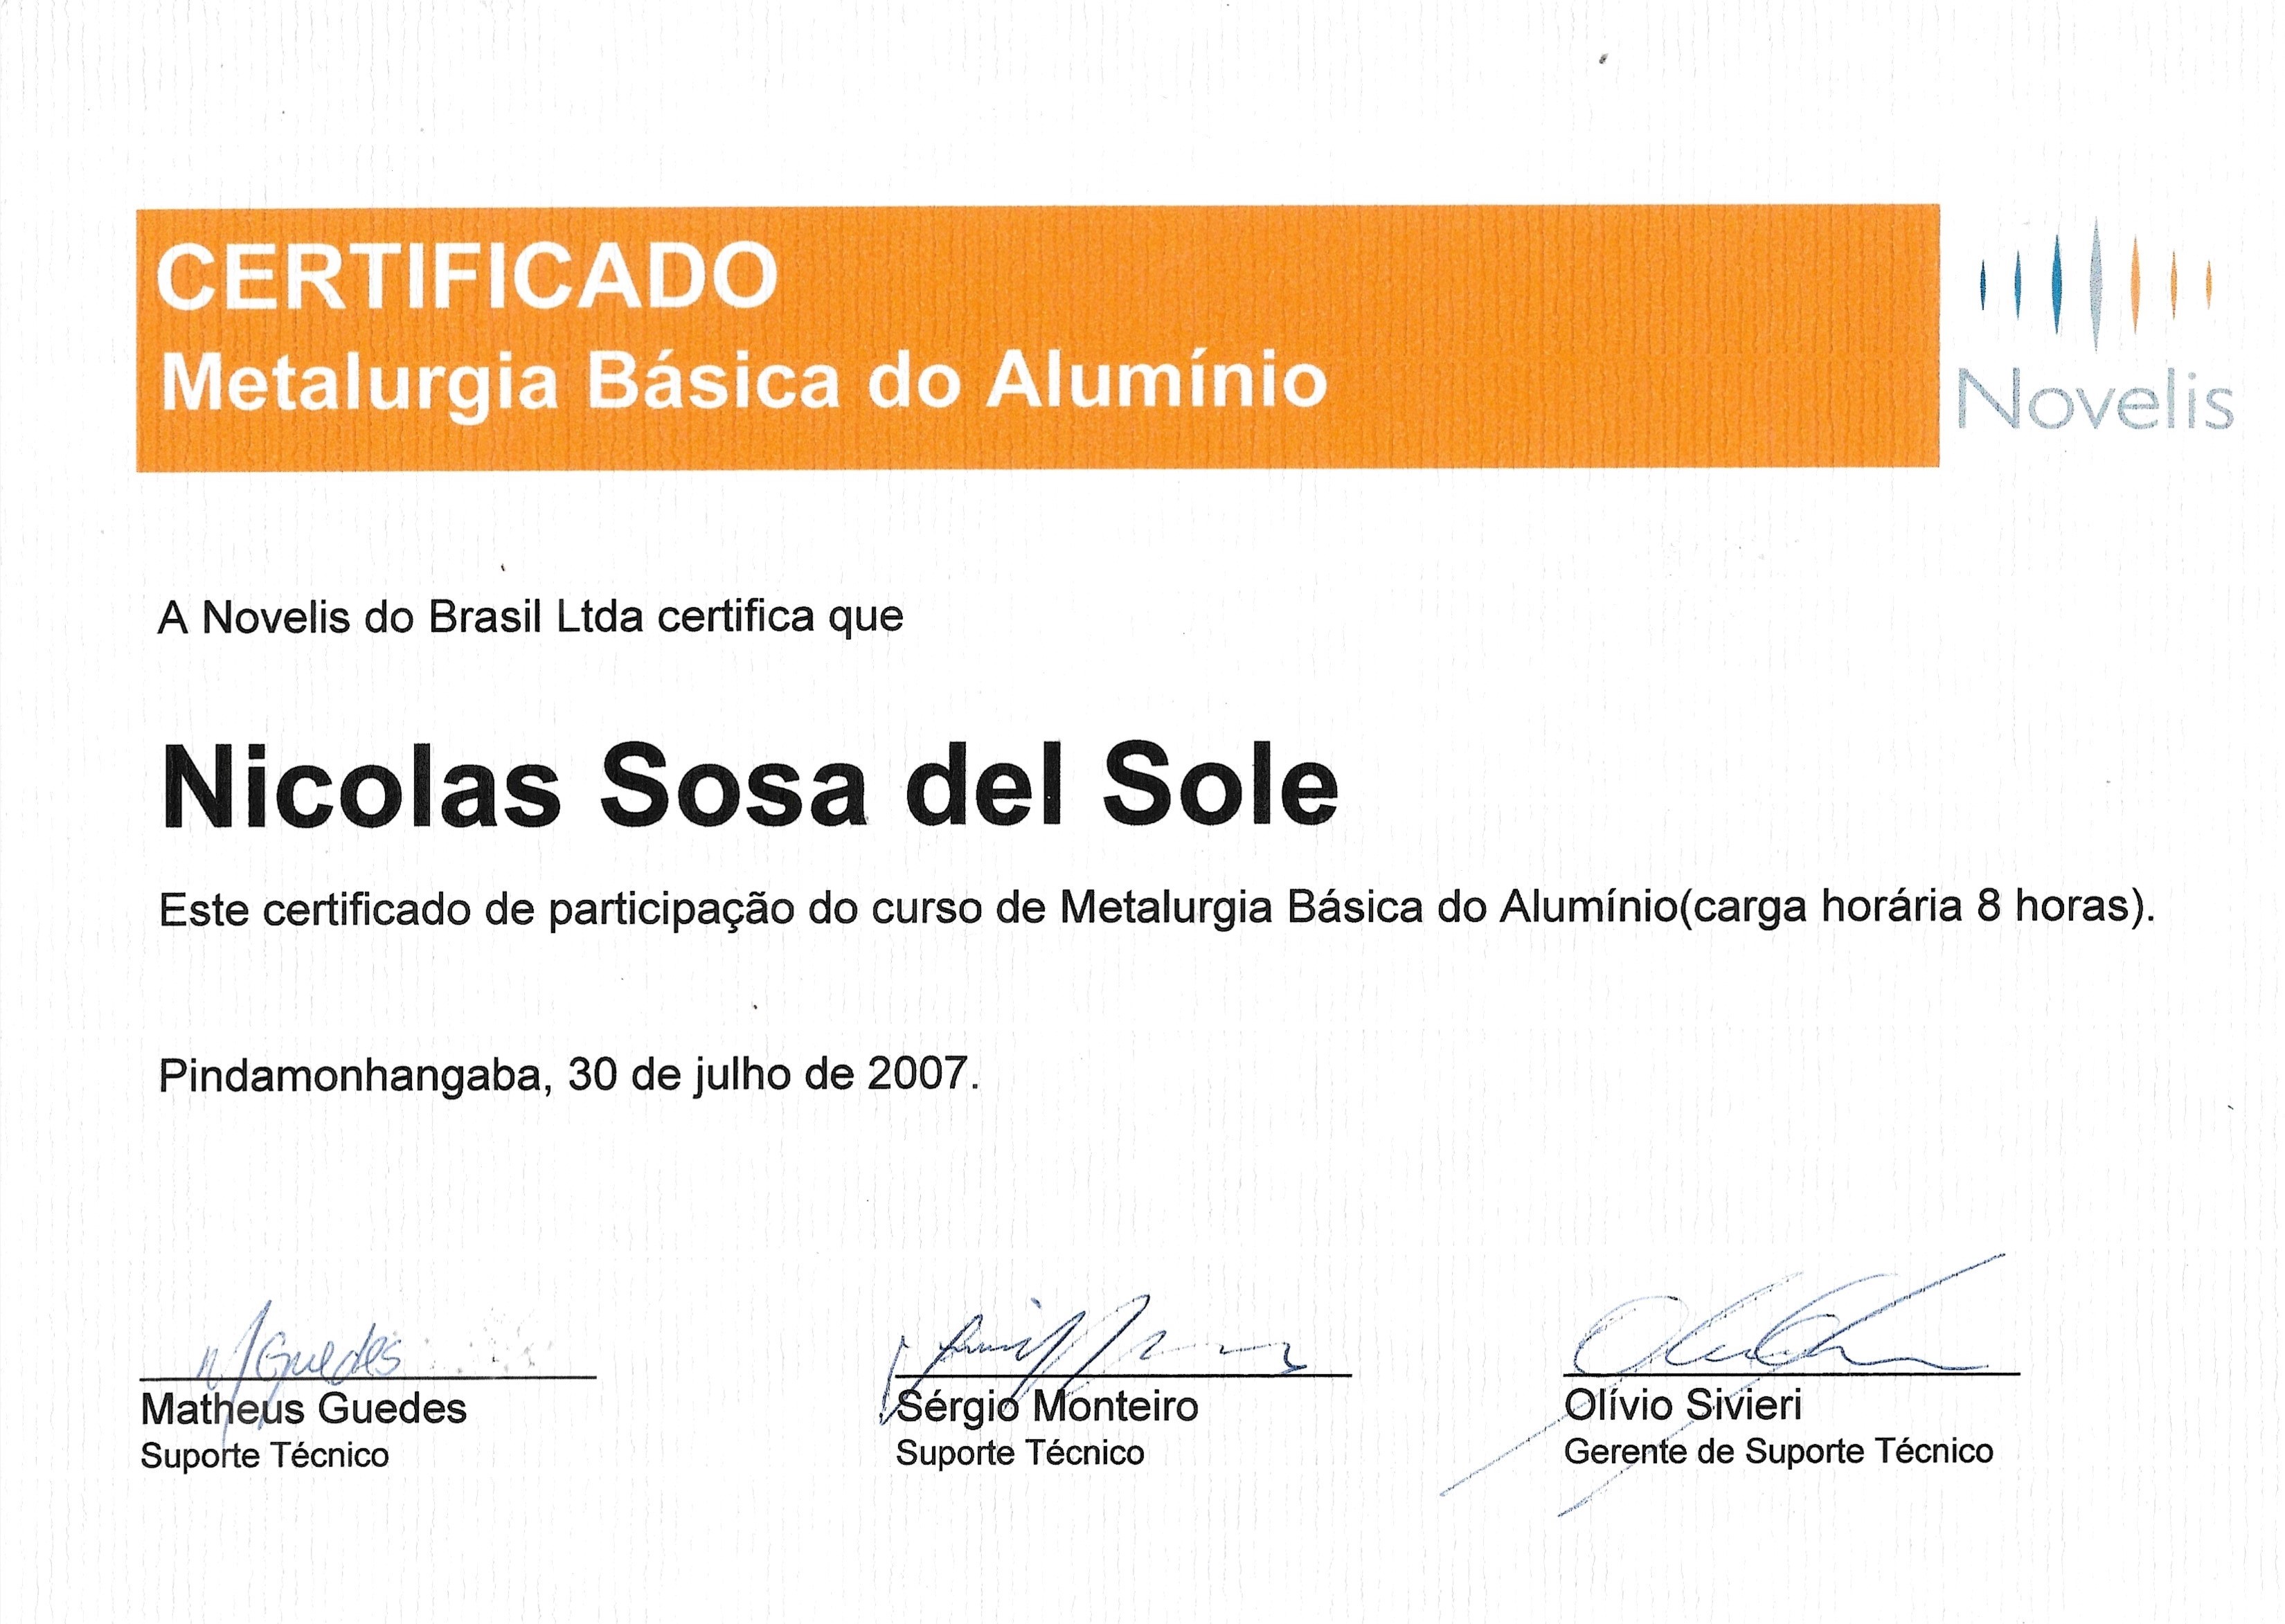 CERTIFICADO
Metalurgia Básica do Alumínio
Novelis
A Novelis do Brasil Ltda certifica que
Nicolas Sosa del Sole
Este certificado de participação do curso de Metalurgia Básica do Alumínio(carga horária 8 horas).
Pindamonhangaba, 30 de julho de 2007.
M Guedes
Matheus Guedes
Suporte Técnico
Sérgio Monteiro
Suporte Técnico
Olívio Sivieri
Gerente de Suporte Técnico